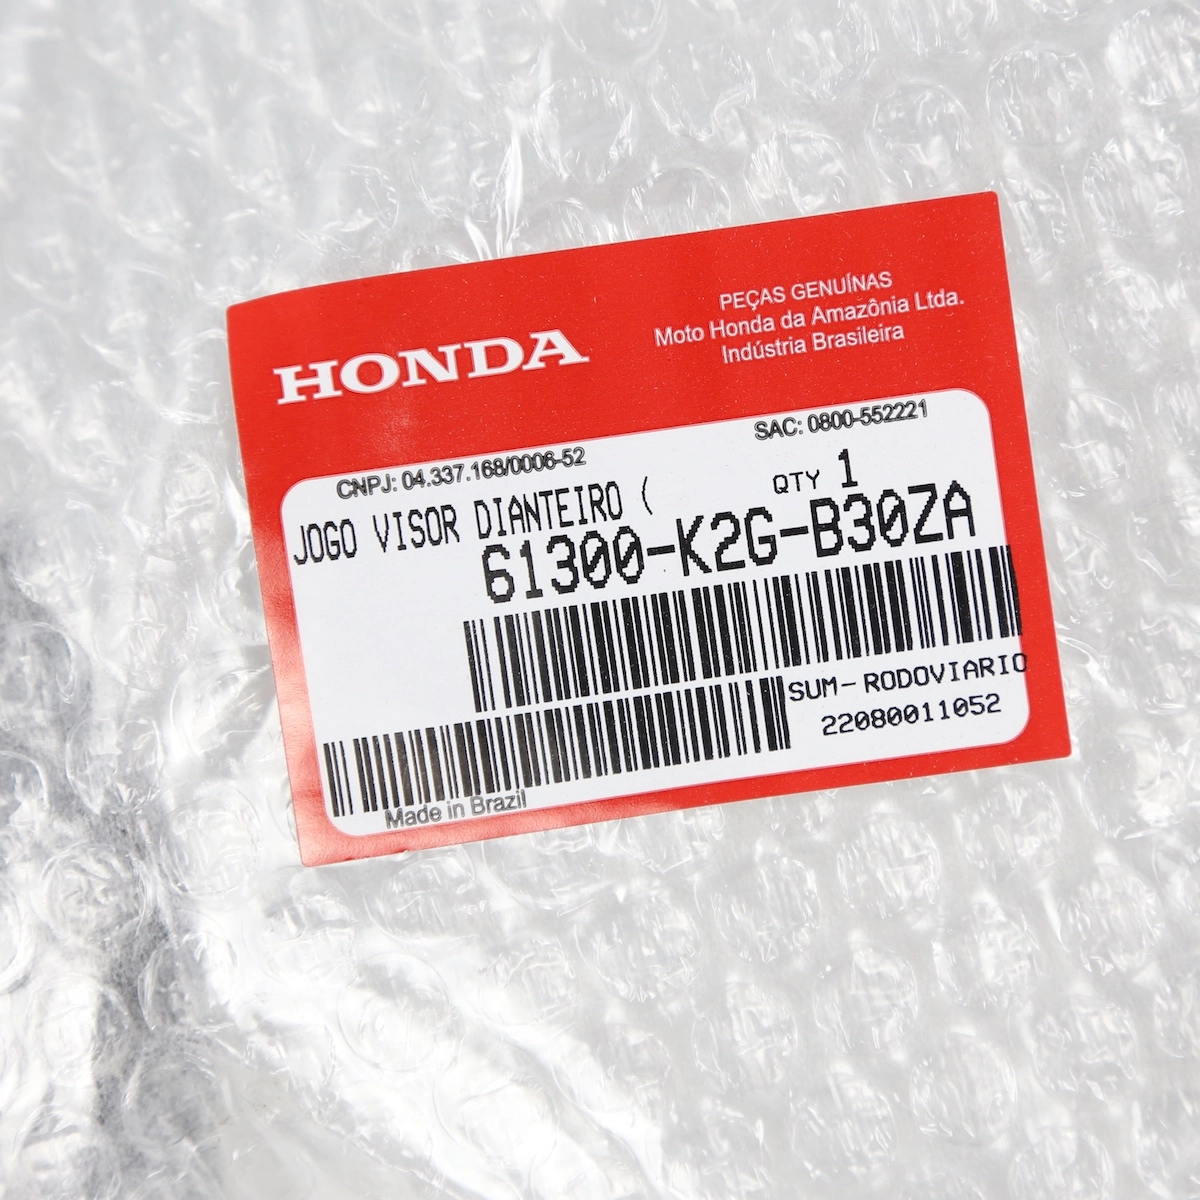 HONDA
PEÇAS GENUÍNAS
Moto Honda da Amazônia Ltda.
Indústria Brasileira
CNPJ: 04.337.168/0006-52
SAC: 0800-552221
JOGO VISOR DIANTEIRO (
QTY 1
61300-K2G-B30ZA
SUM-RODOVIARIO
22080011052
Made in Brazil